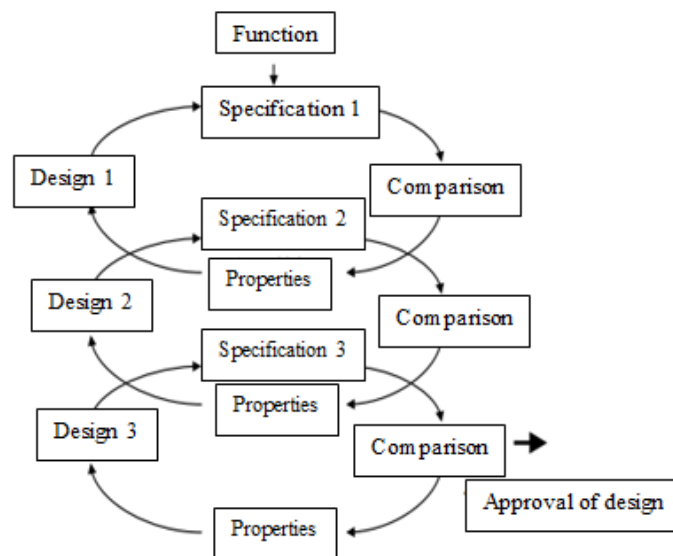 Function
Specification 1
Design 1
Comparison
Specification 2
Properties
Design 2
Comparison
Specification 3
Properties
Design 3
Comparison
Approval of design
Properties